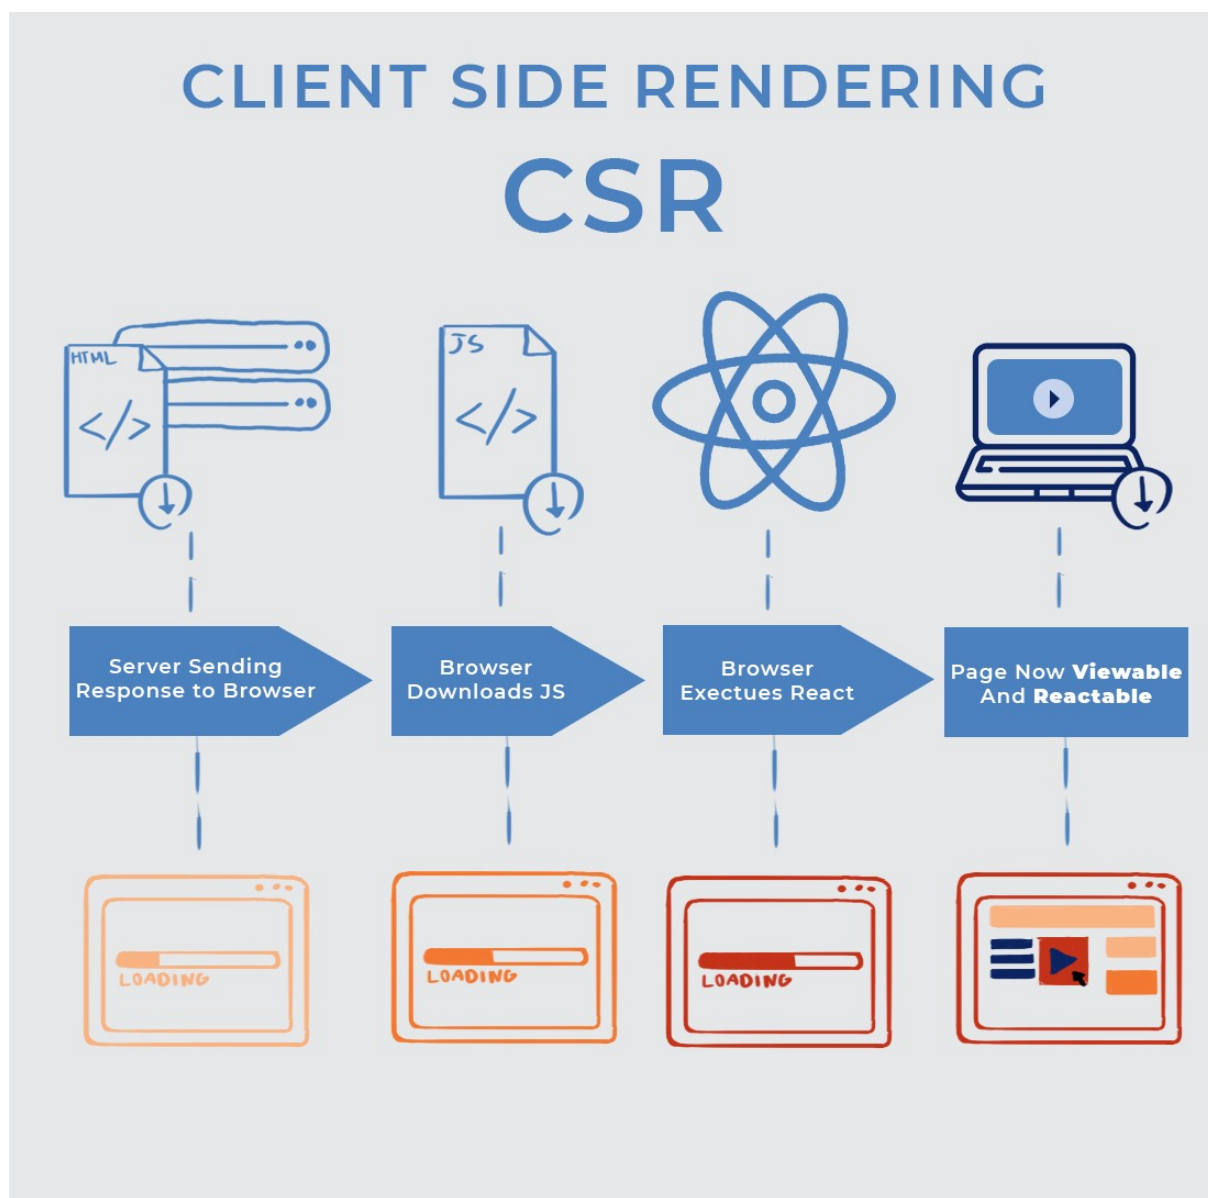 CLIENT SIDE RENDERING
CSR
HTML
</>
JS
</>
Server Sending
Response to Browser
Browser
Downloads JS
Browser
Exectues React
Page Now Viewable
And Reactable
LOADING
LOADING
LOADING